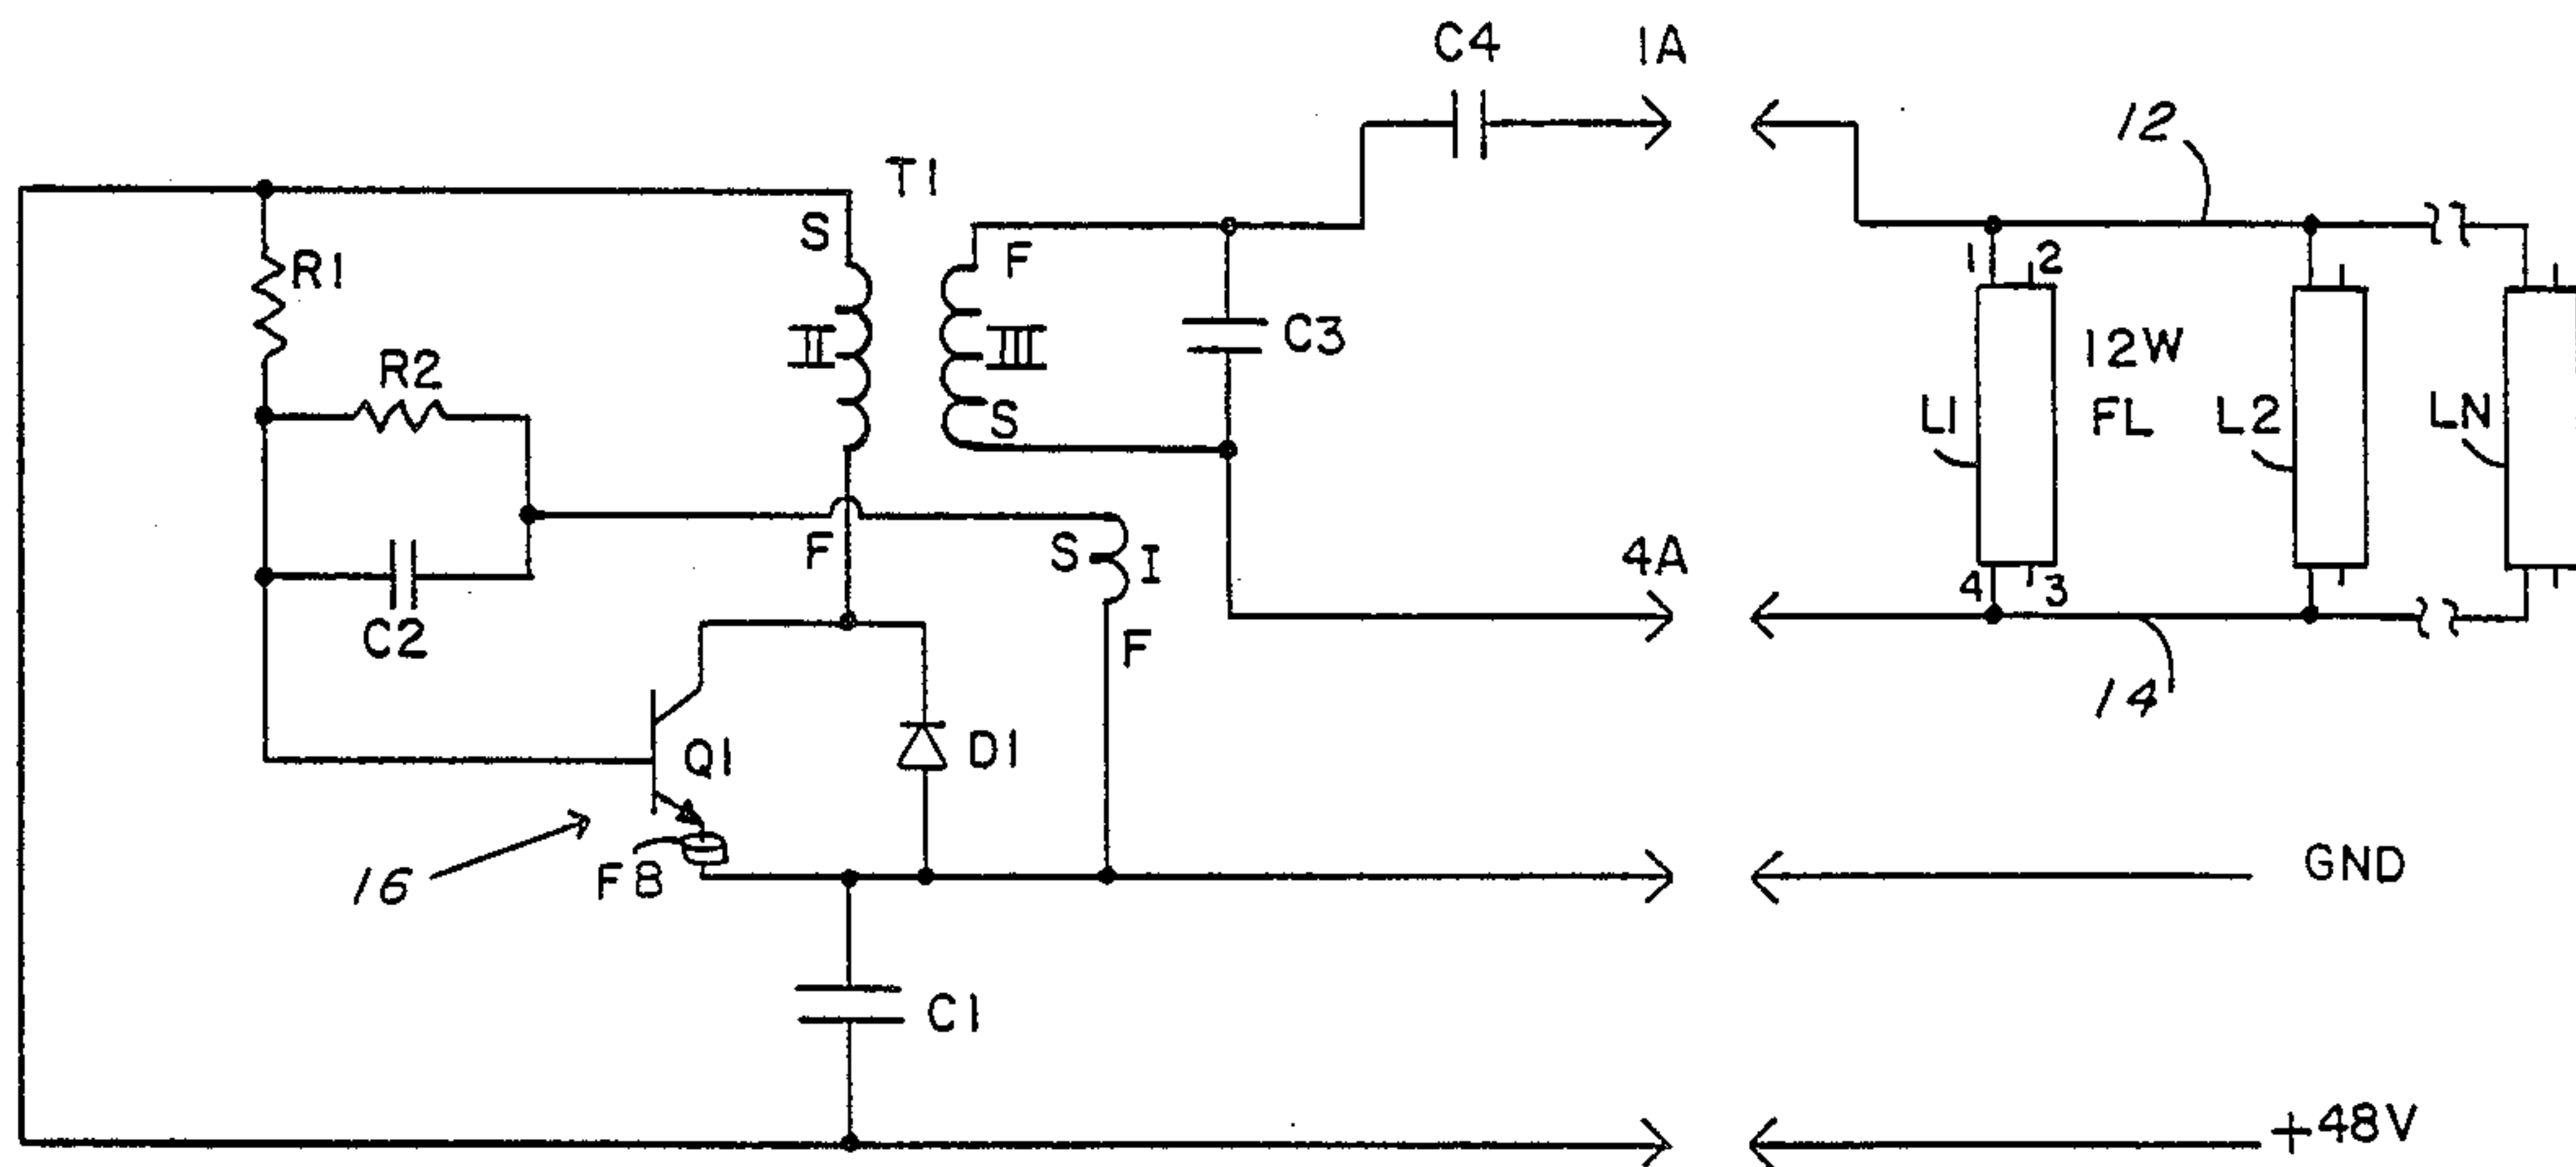 C4
1A
12
T1
S
F
1
2
R1
II
III
C3
12W
R2
S
L1
FL
L2
LN
F
S
I
4A
4
3
C2
F
14
Q1
D1
16
FB
GND
C1
+48V